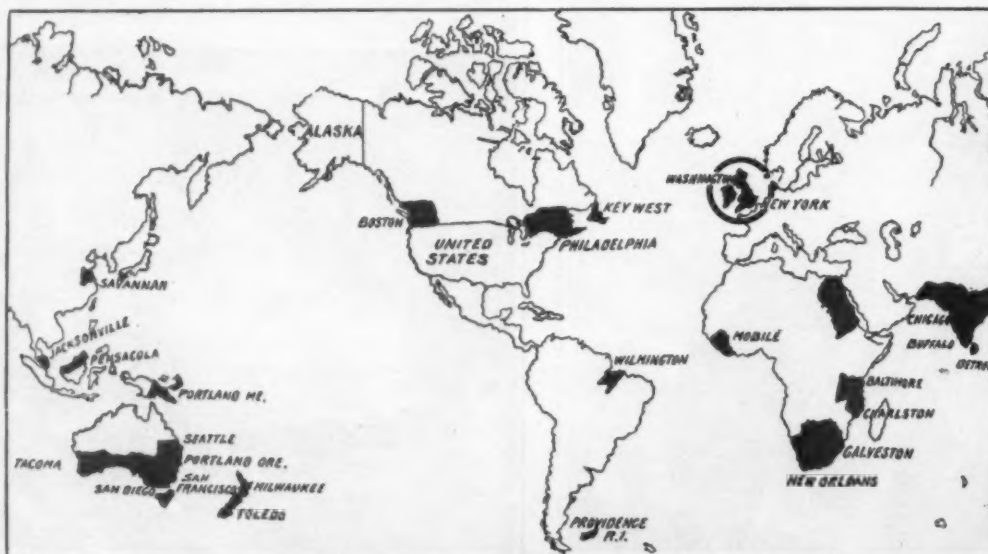 ALASKA
WASHINGTON
NEW YORK
KEY WEST
BOSTON
PHILADELPHIA
UNITED
STATES
SAVANNAH
JACKSONVILLE
PENSACOLA
PORTLAND ME.
CHICAGO
BUFFALO
DETROI
MOBILE
WILMINGTON
BALTIMORE
CHARLSTON
SEATTLE
TACOMA
PORTLAND ORE.
SAN
FRANCISCO
SAN DIEGO
MILWAUKEE
TOLEDO
GALVESTON
NEW ORLEANS
PROVIDENCE
R.I.